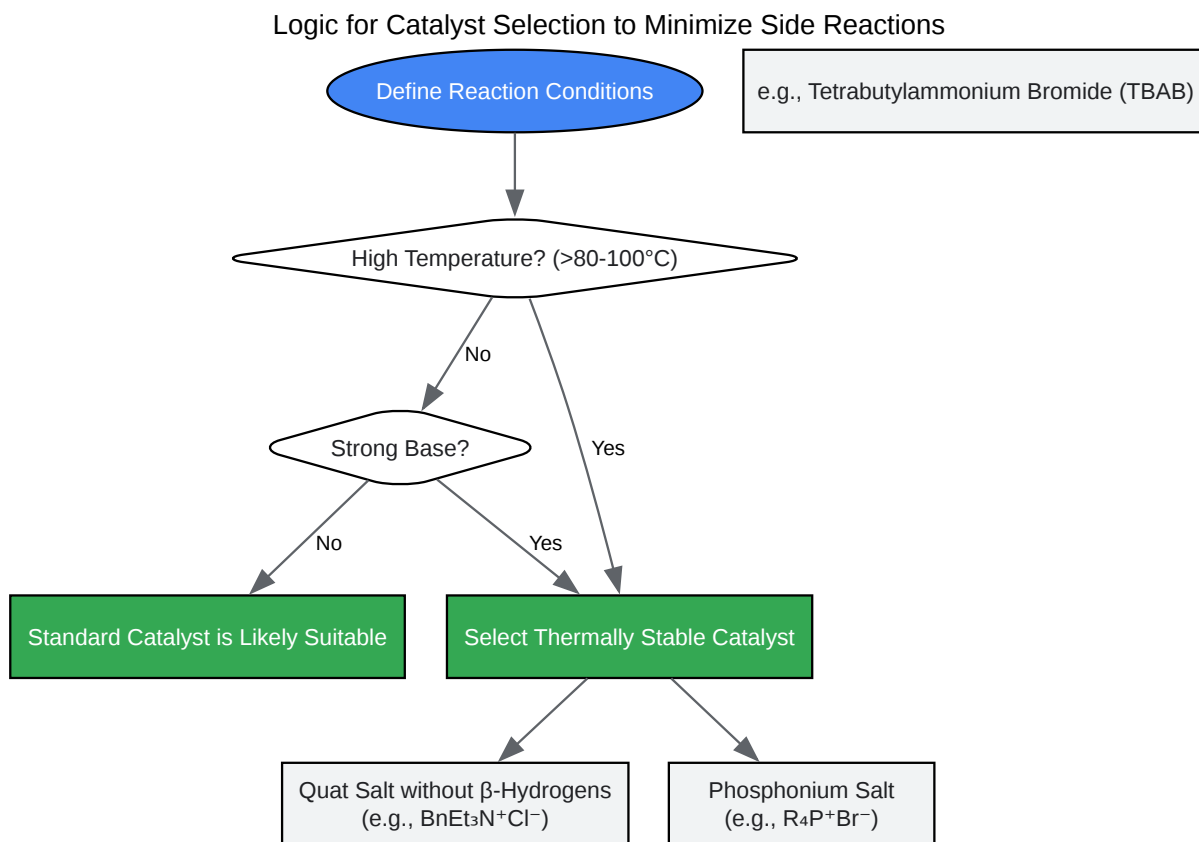 Logic for Catalyst Selection to Minimize Side Reactions
Define Reaction Conditions
e.g., Tetrabutylammonium Bromide (TBAB)
High Temperature? (>80-100°C)
No
Strong Base?
Yes
No
Yes
Standard Catalyst is Likely Suitable
Select Thermally Stable Catalyst
Quat Salt without β-Hydrogens
(e.g., BnEt₃N⁺Cl⁻)
Phosphonium Salt
(e.g., R₄P⁺Br⁻)